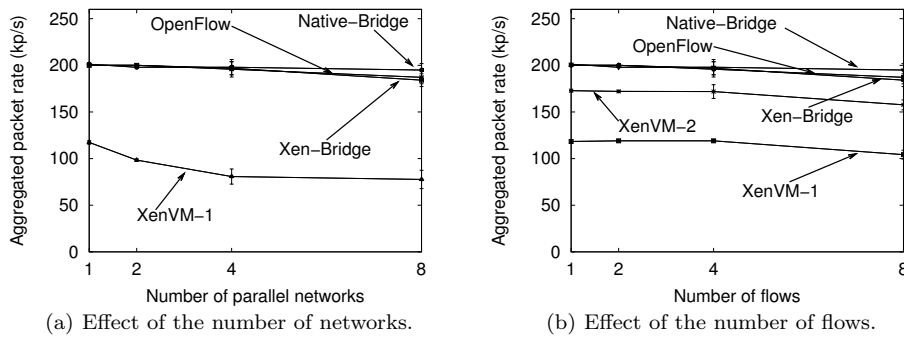 Aggregated packet rate (kp/s)
250
200
150
100
50
0
OpenFlow
Native−Bridge
Xen−Bridge
XenVM−1
1 2 4 8
Number of parallel networks
(a) Effect of the number of networks.
Aggregated packet rate (kp/s)
250
200
150
100
50
0
Native−Bridge
OpenFlow
XenVM−2
Xen−Bridge
XenVM−1
1 2 4 8
Number of flows
(b) Effect of the number of flows.